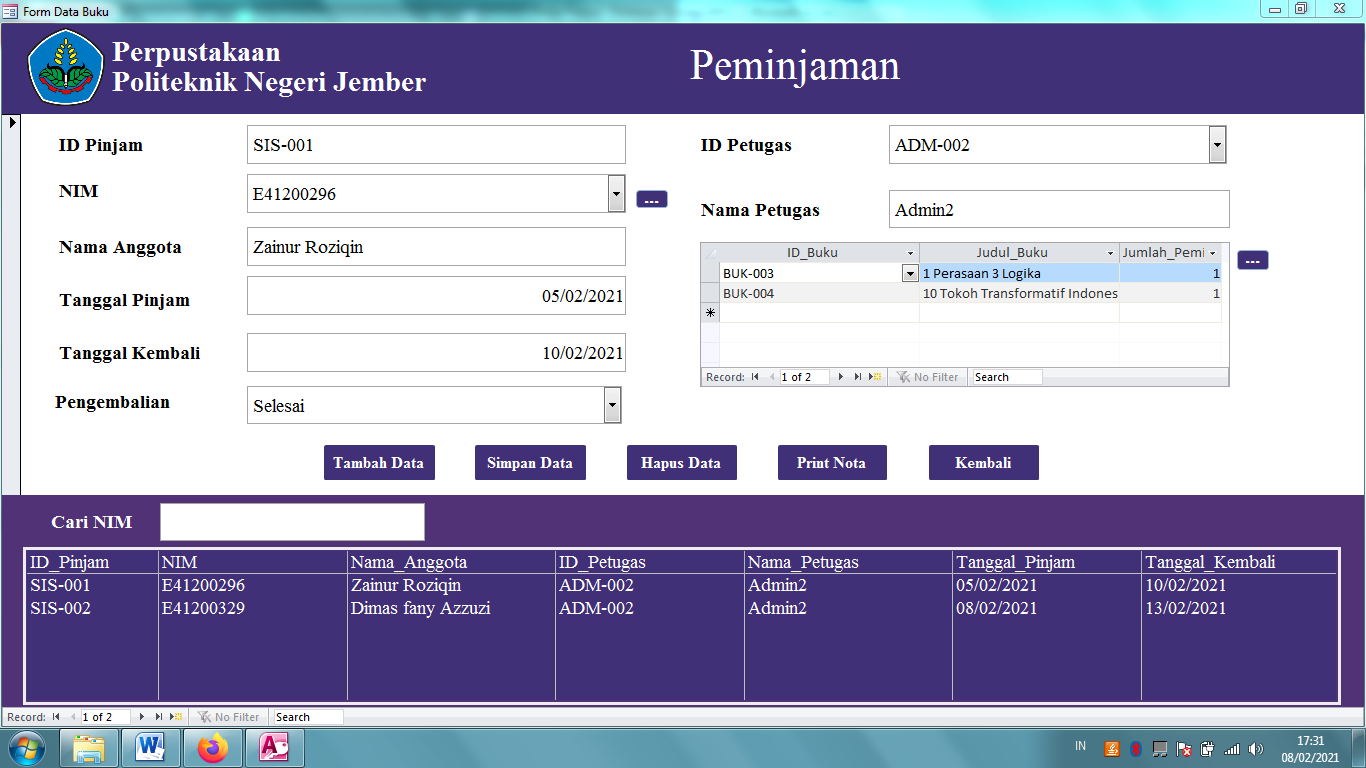 Form Data Buku
Perpustakaan
Politeknik Negeri Jember
Peminjaman
ID Pinjam
SIS-001
NIM
E41200296
...
Nama Anggota
Zainur Roziqin
Tanggal Pinjam
05/02/2021
Tanggal Kembali
10/02/2021
Pengembalian
Selesai
ID Petugas
ADM-002
Nama Petugas
Admin2
ID_Buku Judul_Buku Jumlah_Pemi
BUK-003 1 Perasaan 3 Logika 1
BUK-004 10 Tokoh Transformatif Indones 1
...
Record: 1 of 2 No Filter Search
Tambah Data Simpan Data Hapus Data Print Nota Kembali
Cari NIM
ID_Pinjam NIM Nama_Anggota ID_Petugas Nama_Petugas Tanggal_Pinjam Tanggal_Kembali
SIS-001 E41200296 Zainur Roziqin ADM-002 Admin2 05/02/2021 10/02/2021
SIS-002 E41200329 Dimas fany Azzuzi ADM-002 Admin2 08/02/2021 13/02/2021
Record: 1 of 2 No Filter Search
IN
17:31
08/02/2021